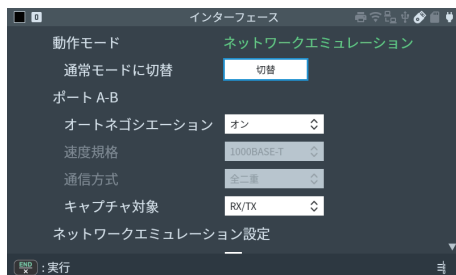 インターフェース
動作モード ネットワークエミュレーション
通常モードに切替 切替
ポート A-B
オートネゴシエーション オン
速度規格 1000BASE-T
通信方式 全二重
キャプチャ対象 RX/TX
ネットワークエミュレーション設定
:実行